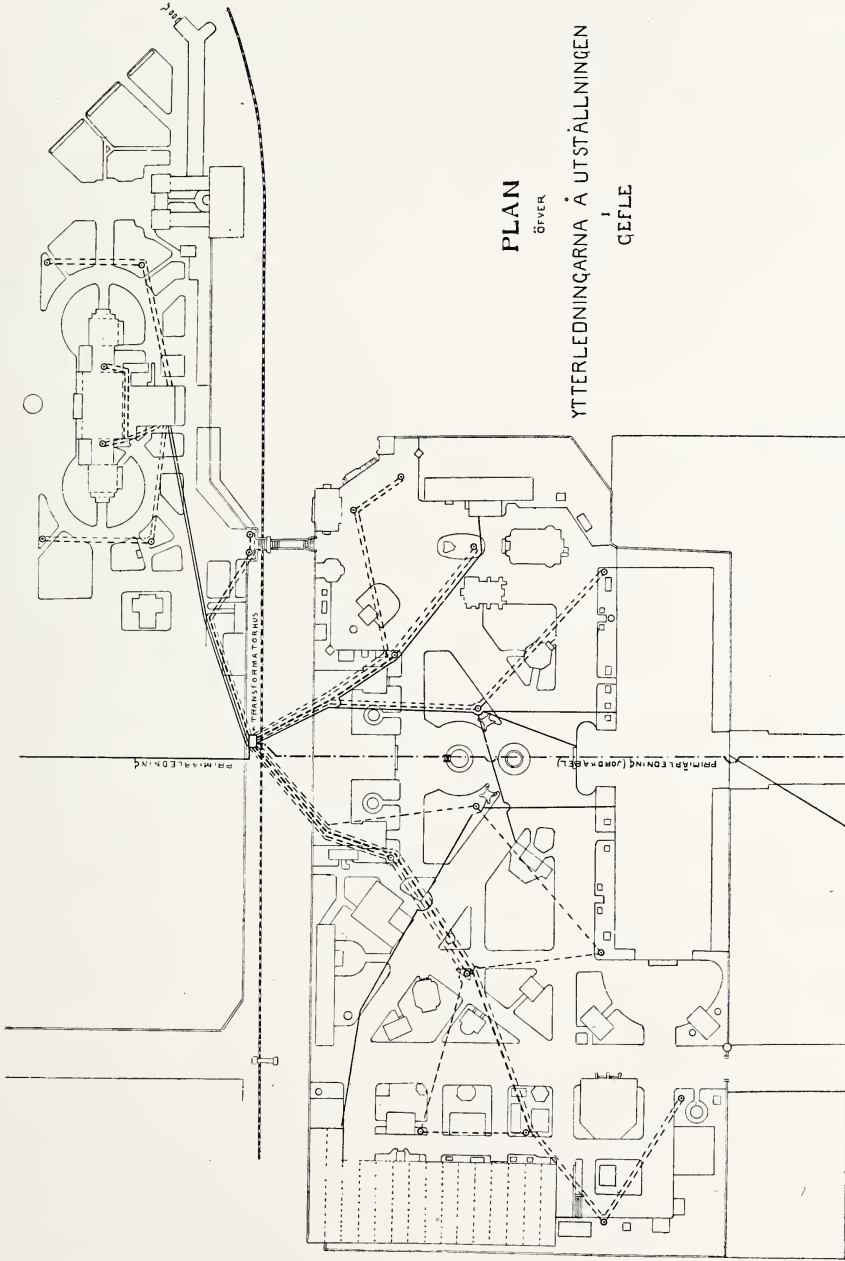 PLAN
ÖFVER
YTTERLEDNINGARNA Å UTSTÄLLNINGEN
I
GEFLE
TRANSFORMATORHUS
PRIMÄRLEDNING
PRIMÄRLEDNING (JORDKABEL)